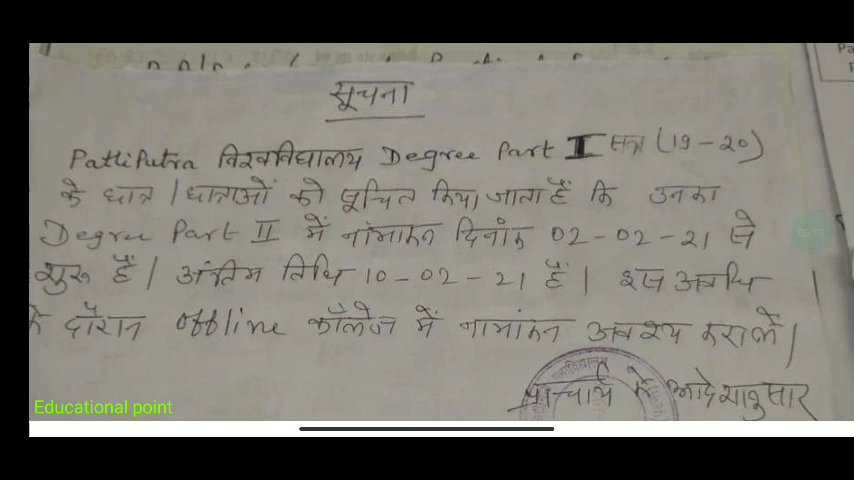 सूचना
Patliputra विश्वविद्यालय Degree Part I सत्र (19-20)
के छात्र / छात्राओं को सूचित किया जाता है कि उनका
Degree Part II में नामांकन दिनांक 02-02-21 से
शुरू हैं। अंतिम तिथि 10-02-21 हैं। इस अवधि
के दौरान offline कॉलेज में नामांकन अवश्य करालें।
प्राचार्य के आदेशानुसार
Educational point